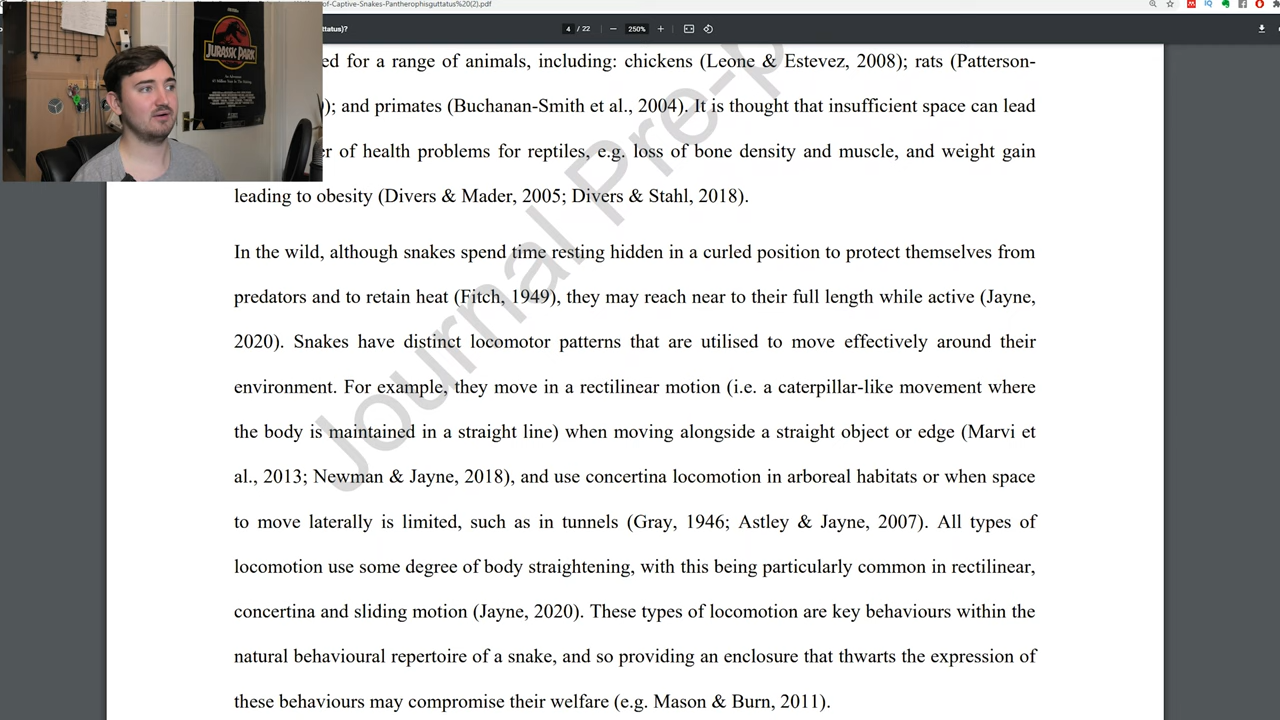 of-Captive-Snakes-Pantherophisguttatus%20(2).pdf
tatus)?
4 / 22
250%
JURASSIC PARK
ed for a range of animals, including: chickens (Leone & Estevez, 2008); rats (Patterson-
); and primates (Buchanan-Smith et al., 2004). It is thought that insufficient space can lead
er of health problems for reptiles, e.g. loss of bone density and muscle, and weight gain
leading to obesity (Divers & Mader, 2005; Divers & Stahl, 2018).
In the wild, although snakes spend time resting hidden in a curled position to protect themselves from
predators and to retain heat (Fitch, 1949), they may reach near to their full length while active (Jayne,
2020). Snakes have distinct locomotor patterns that are utilised to move effectively around their
environment. For example, they move in a rectilinear motion (i.e. a caterpillar-like movement where
the body is maintained in a straight line) when moving alongside a straight object or edge (Marvi et
al., 2013; Newman & Jayne, 2018), and use concertina locomotion in arboreal habitats or when space
to move laterally is limited, such as in tunnels (Gray, 1946; Astley & Jayne, 2007). All types of
locomotion use some degree of body straightening, with this being particularly common in rectilinear,
concertina and sliding motion (Jayne, 2020). These types of locomotion are key behaviours within the
natural behavioural repertoire of a snake, and so providing an enclosure that thwarts the expression of
these behaviours may compromise their welfare (e.g. Mason & Burn, 2011).
Journal Pre-p